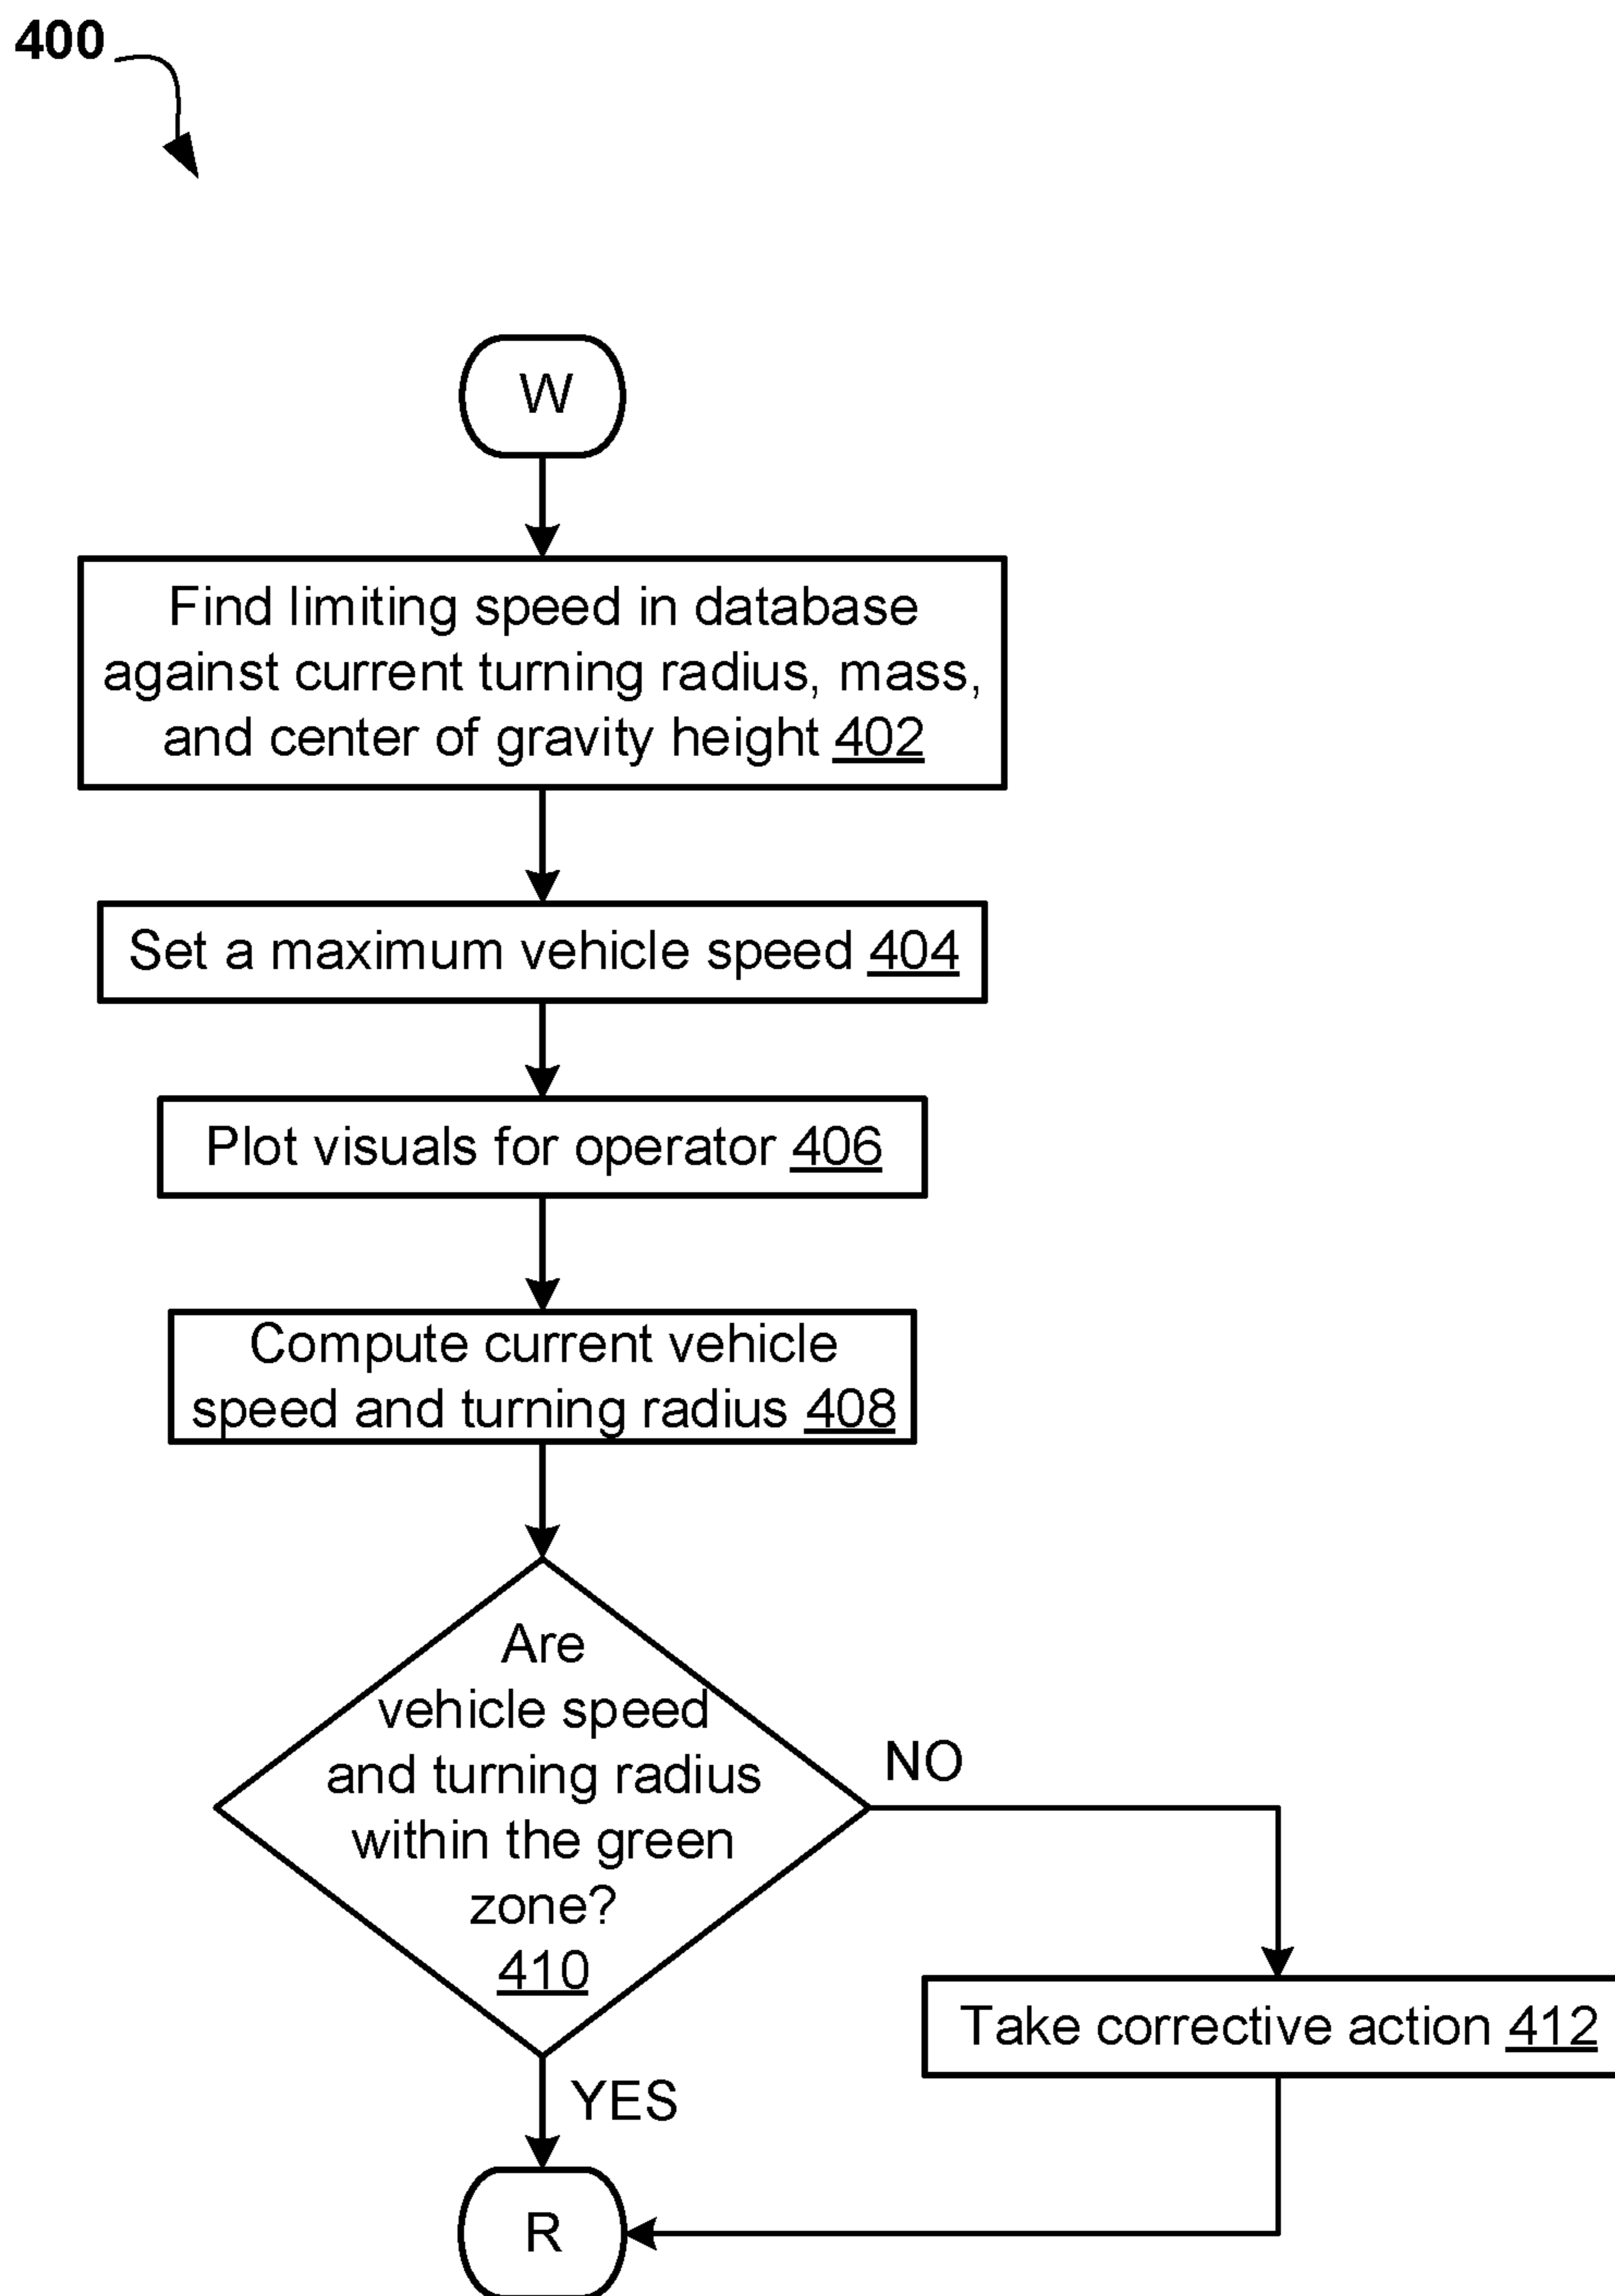 400
W
Find limiting speed in database
against current turning radius, mass,
and center of gravity height 402
Set a maximum vehicle speed 404
Plot visuals for operator 406
Compute current vehicle
speed and turning radius 408
Are
vehicle speed
and turning radius
within the green
zone?
410
NO
Take corrective action 412
YES
R